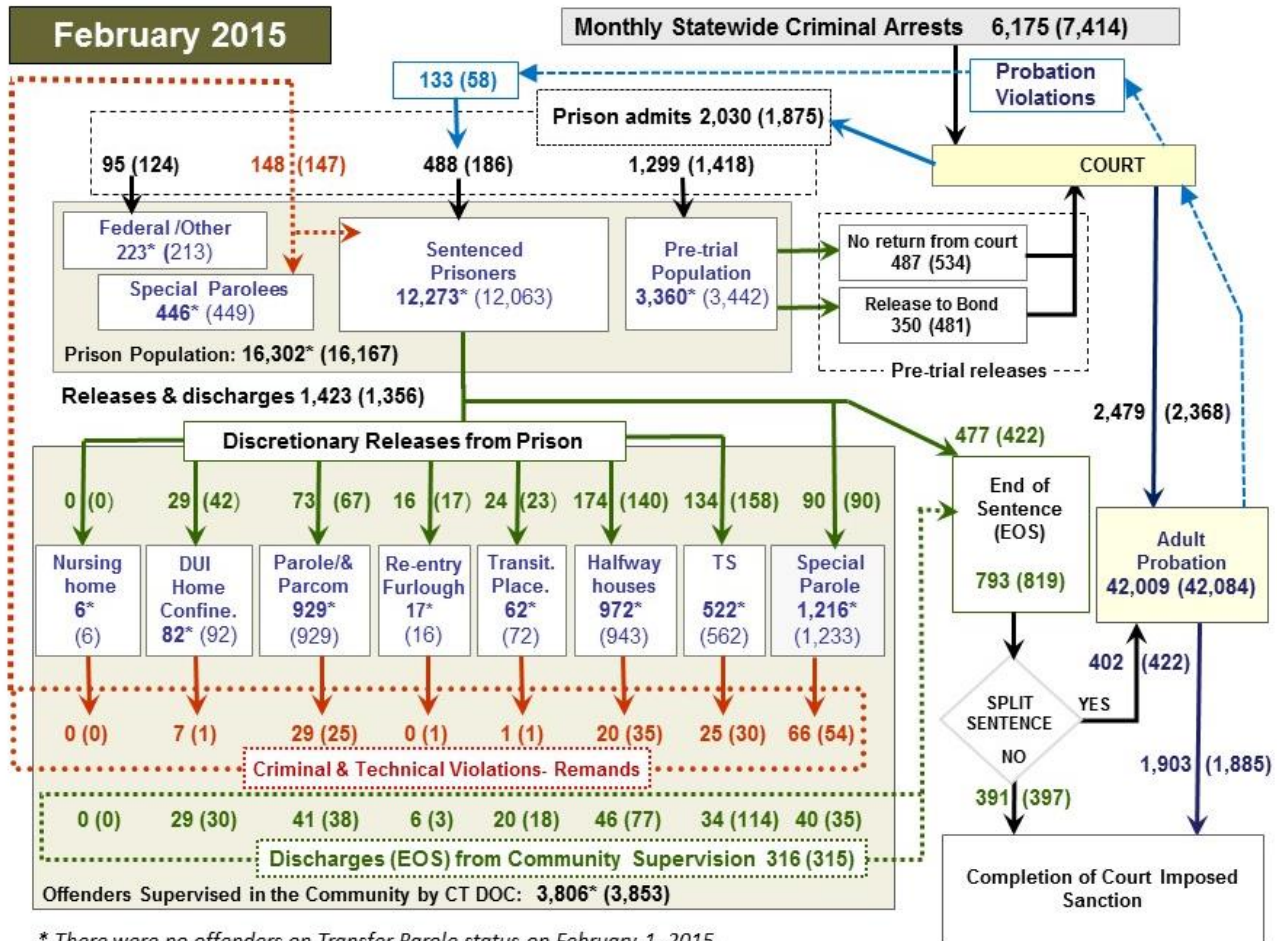 February 2015
Monthly Statewide Criminal Arrests 6,175 (7,414)
133 (58)
Probation
Violations
Prison admits 2,030 (1,875)
95 (124)
148 (147)
488 (186)
1,299 (1,418)
COURT
Federal /Other
223* (213)
Special Parolees
446* (449)
Sentenced
Prisoners
12,273* (12,063)
Pre-trial
Population
3,360* (3,442)
No return from court
487 (534)
Release to Bond
350 (481)
Pre-trial releases
Prison Population: 16,302* (16,167)
Releases & discharges 1,423 (1,356)
2,479 (2,368)
Discretionary Releases from Prison
477 (422)
0 (0)
29 (42)
73 (67)
16 (17)
24 (23)
174 (140)
134 (158)
90 (90)
End of
Sentence
(EOS)
793 (819)
Adult
Probation
42,009 (42,084)
Nursing
home
6*
(6)
DUI
Home
Confine.
82* (92)
Parole/&
Parcom
929*
(929)
Re-entry
Furlough
17*
(16)
Transit.
Place.
62*
(72)
Halfway
houses
972*
(943)
TS
522*
(562)
Special
Parole
1,216*
(1,233)
402 (422)
SPLIT
SENTENCE
YES
NO
0 (0)
7 (1)
29 (25)
0 (1)
1 (1)
20 (35)
25 (30)
66 (54)
Criminal & Technical Violations- Remands
1,903 (1,885)
391 (397)
0 (0)
29 (30)
41 (38)
6 (3)
20 (18)
46 (77)
34 (114)
40 (35)
Discharges (EOS) from Community Supervision 316 (315)
Offenders Supervised in the Community by CT DOC: 3,806* (3,853)
Completion of Court Imposed
Sanction
* There were no offenders on Transfer Parole status on February 1, 2015